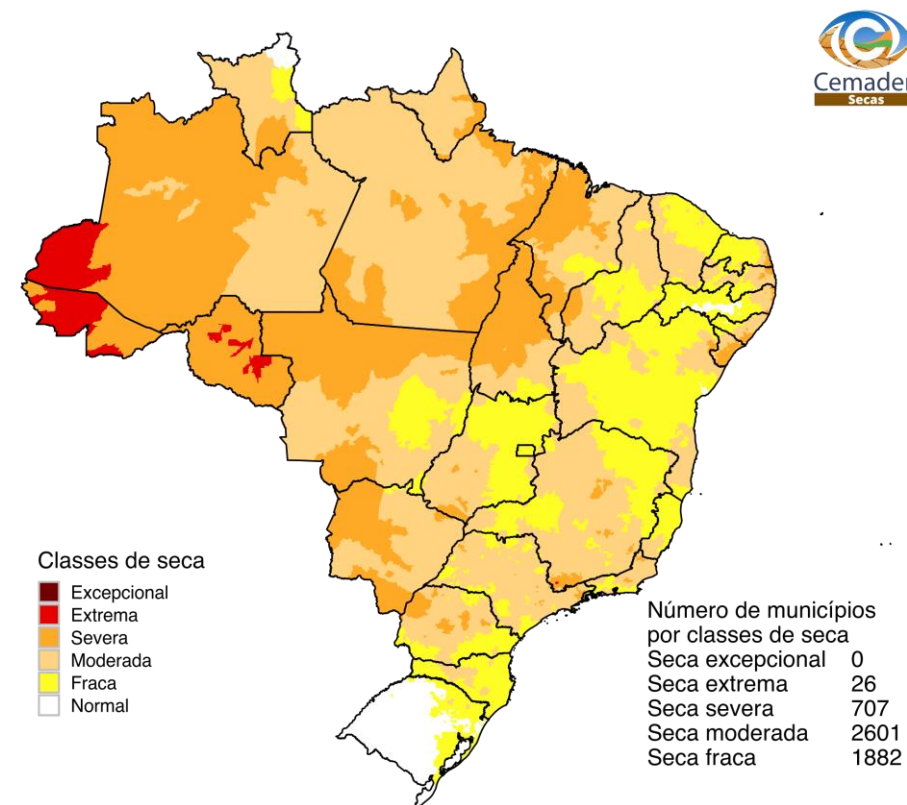 Cemaden
Secas
Classes de seca
Excepcional
Extrema
Severa
Moderada
Fraca
Normal
Número de municípios
por classes de seca
Seca excepcional 0
Seca extrema 26
Seca severa 707
Seca moderada 2601
Seca fraca 1882